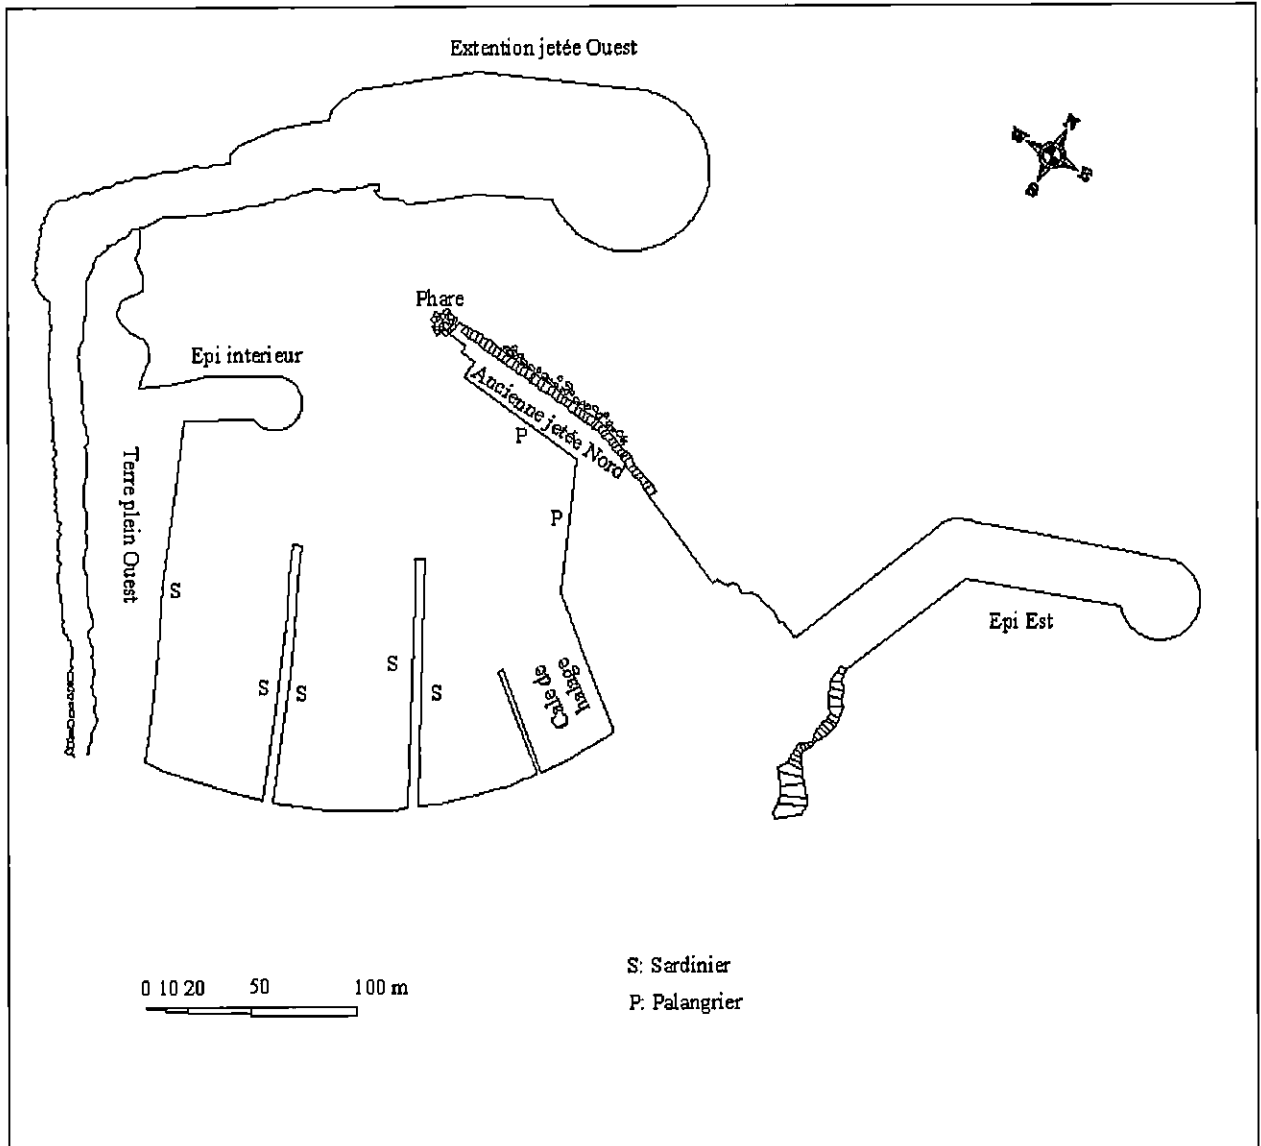 Extention jetée Ouest
N
W
E
S
Phare
Epi interieur
Ancienne jetée Nord
P
P
Terre plein Ouest
S
Epi Est
S
S
S
S
Cale de
halage
S: Sardinier
P: Palangrier
0 10 20 50 100 m